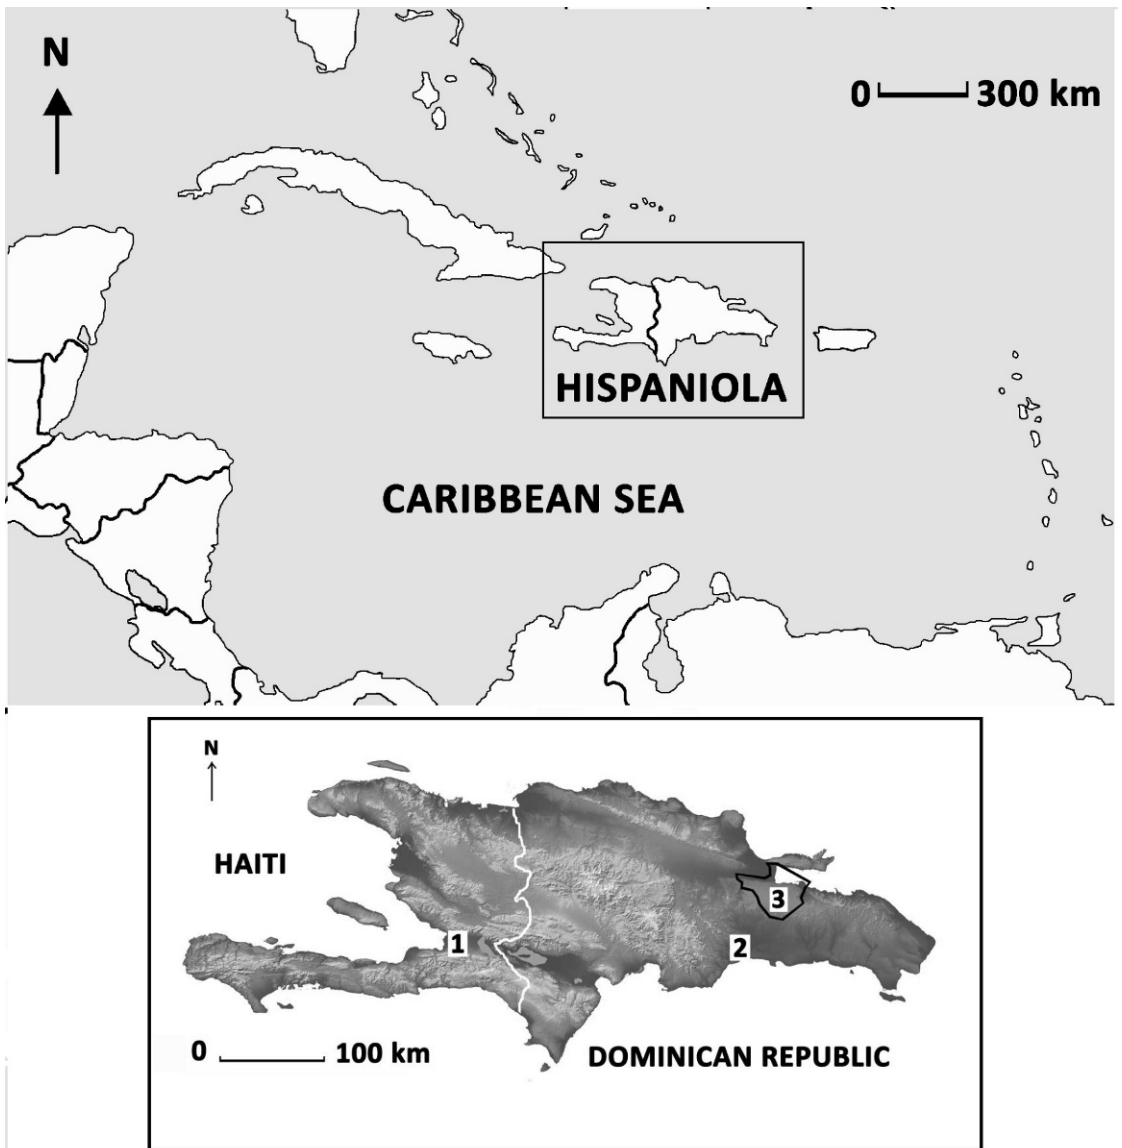 N
0 300 km
HISPANIOLA
CARIBBEAN SEA
N
HAITI
3
1
2
0 100 km
DOMINICAN REPUBLIC